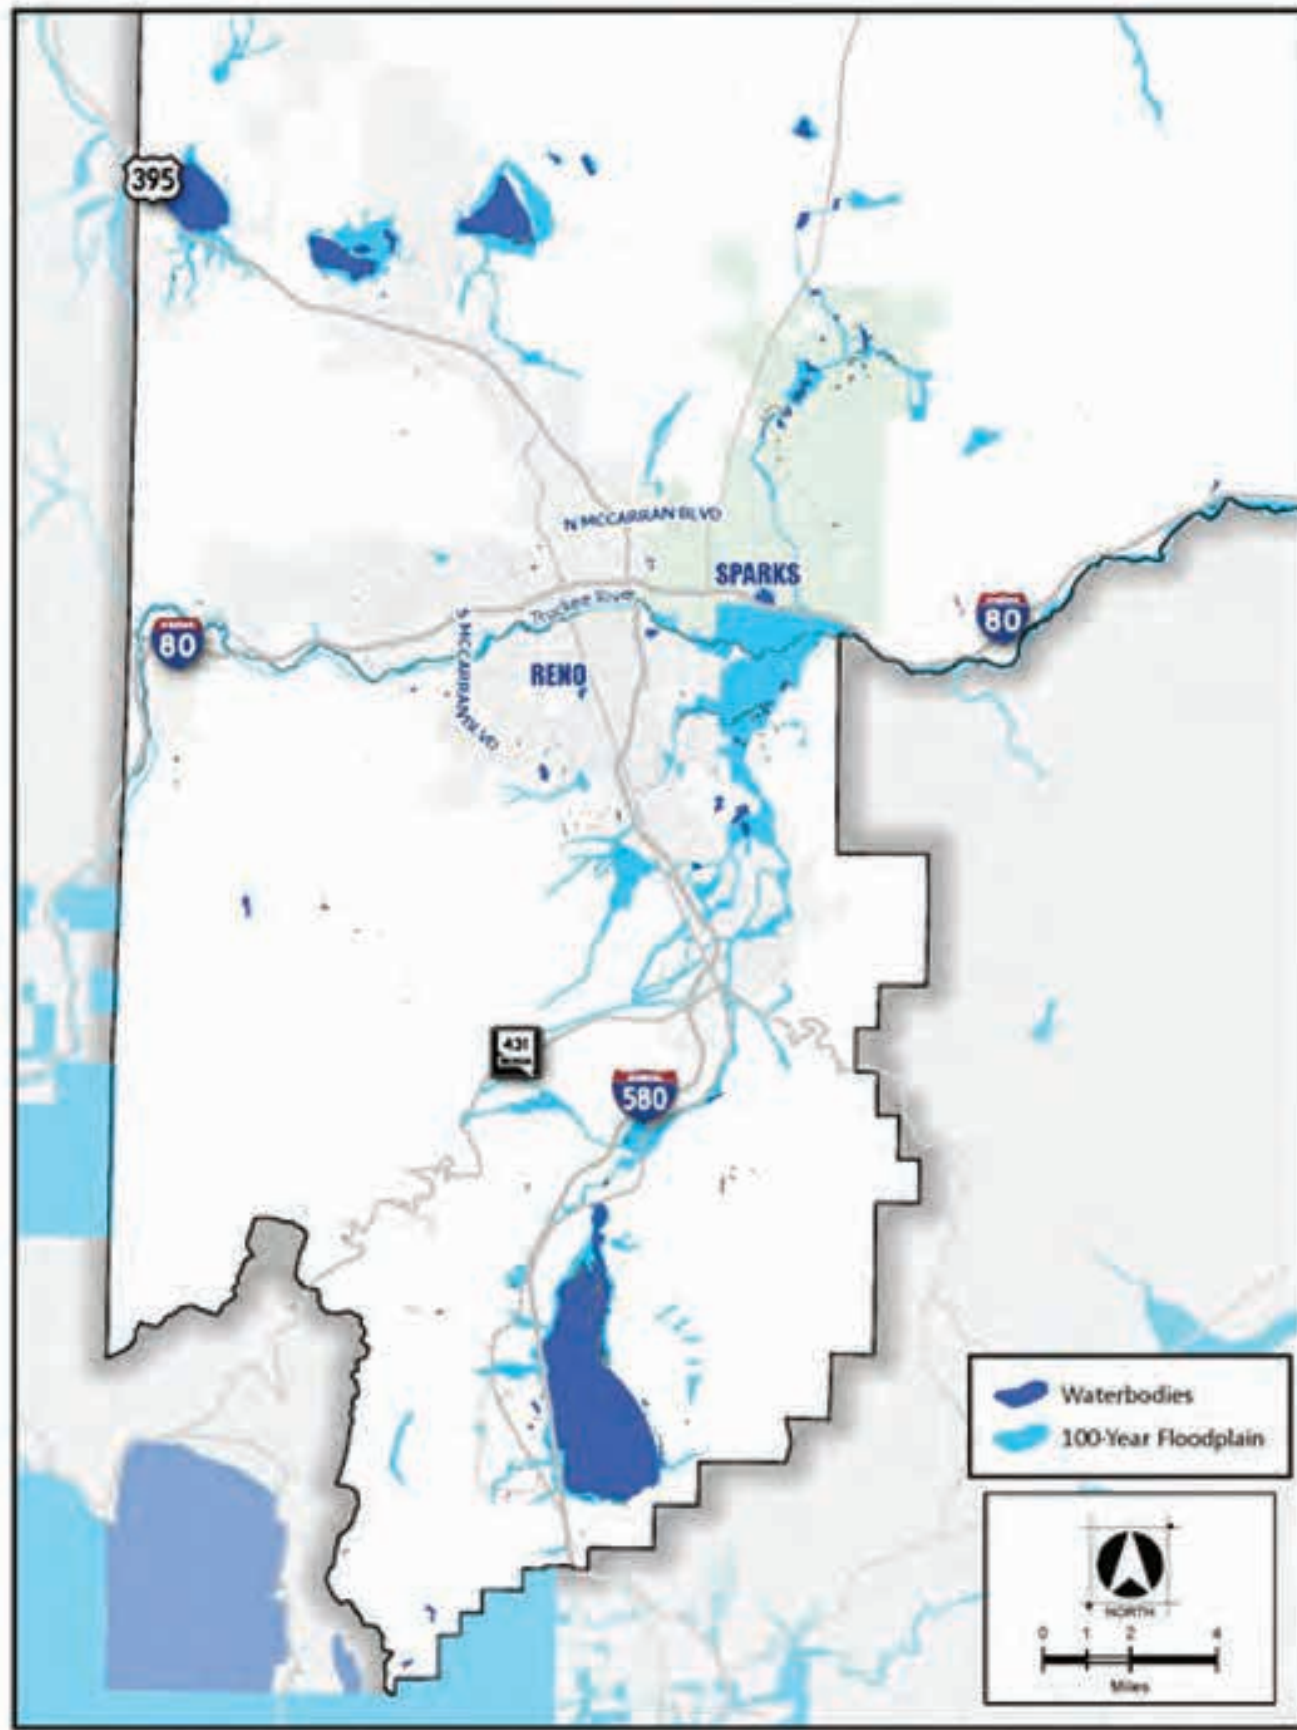 395
N MCCARRAN BLVD
SPARKS
Truckee River
80
80
S MCCARRAN BLVD
RENO
431
580
Waterbodies
100-Year Floodplain
NORTH
0 1 2 4
Miles